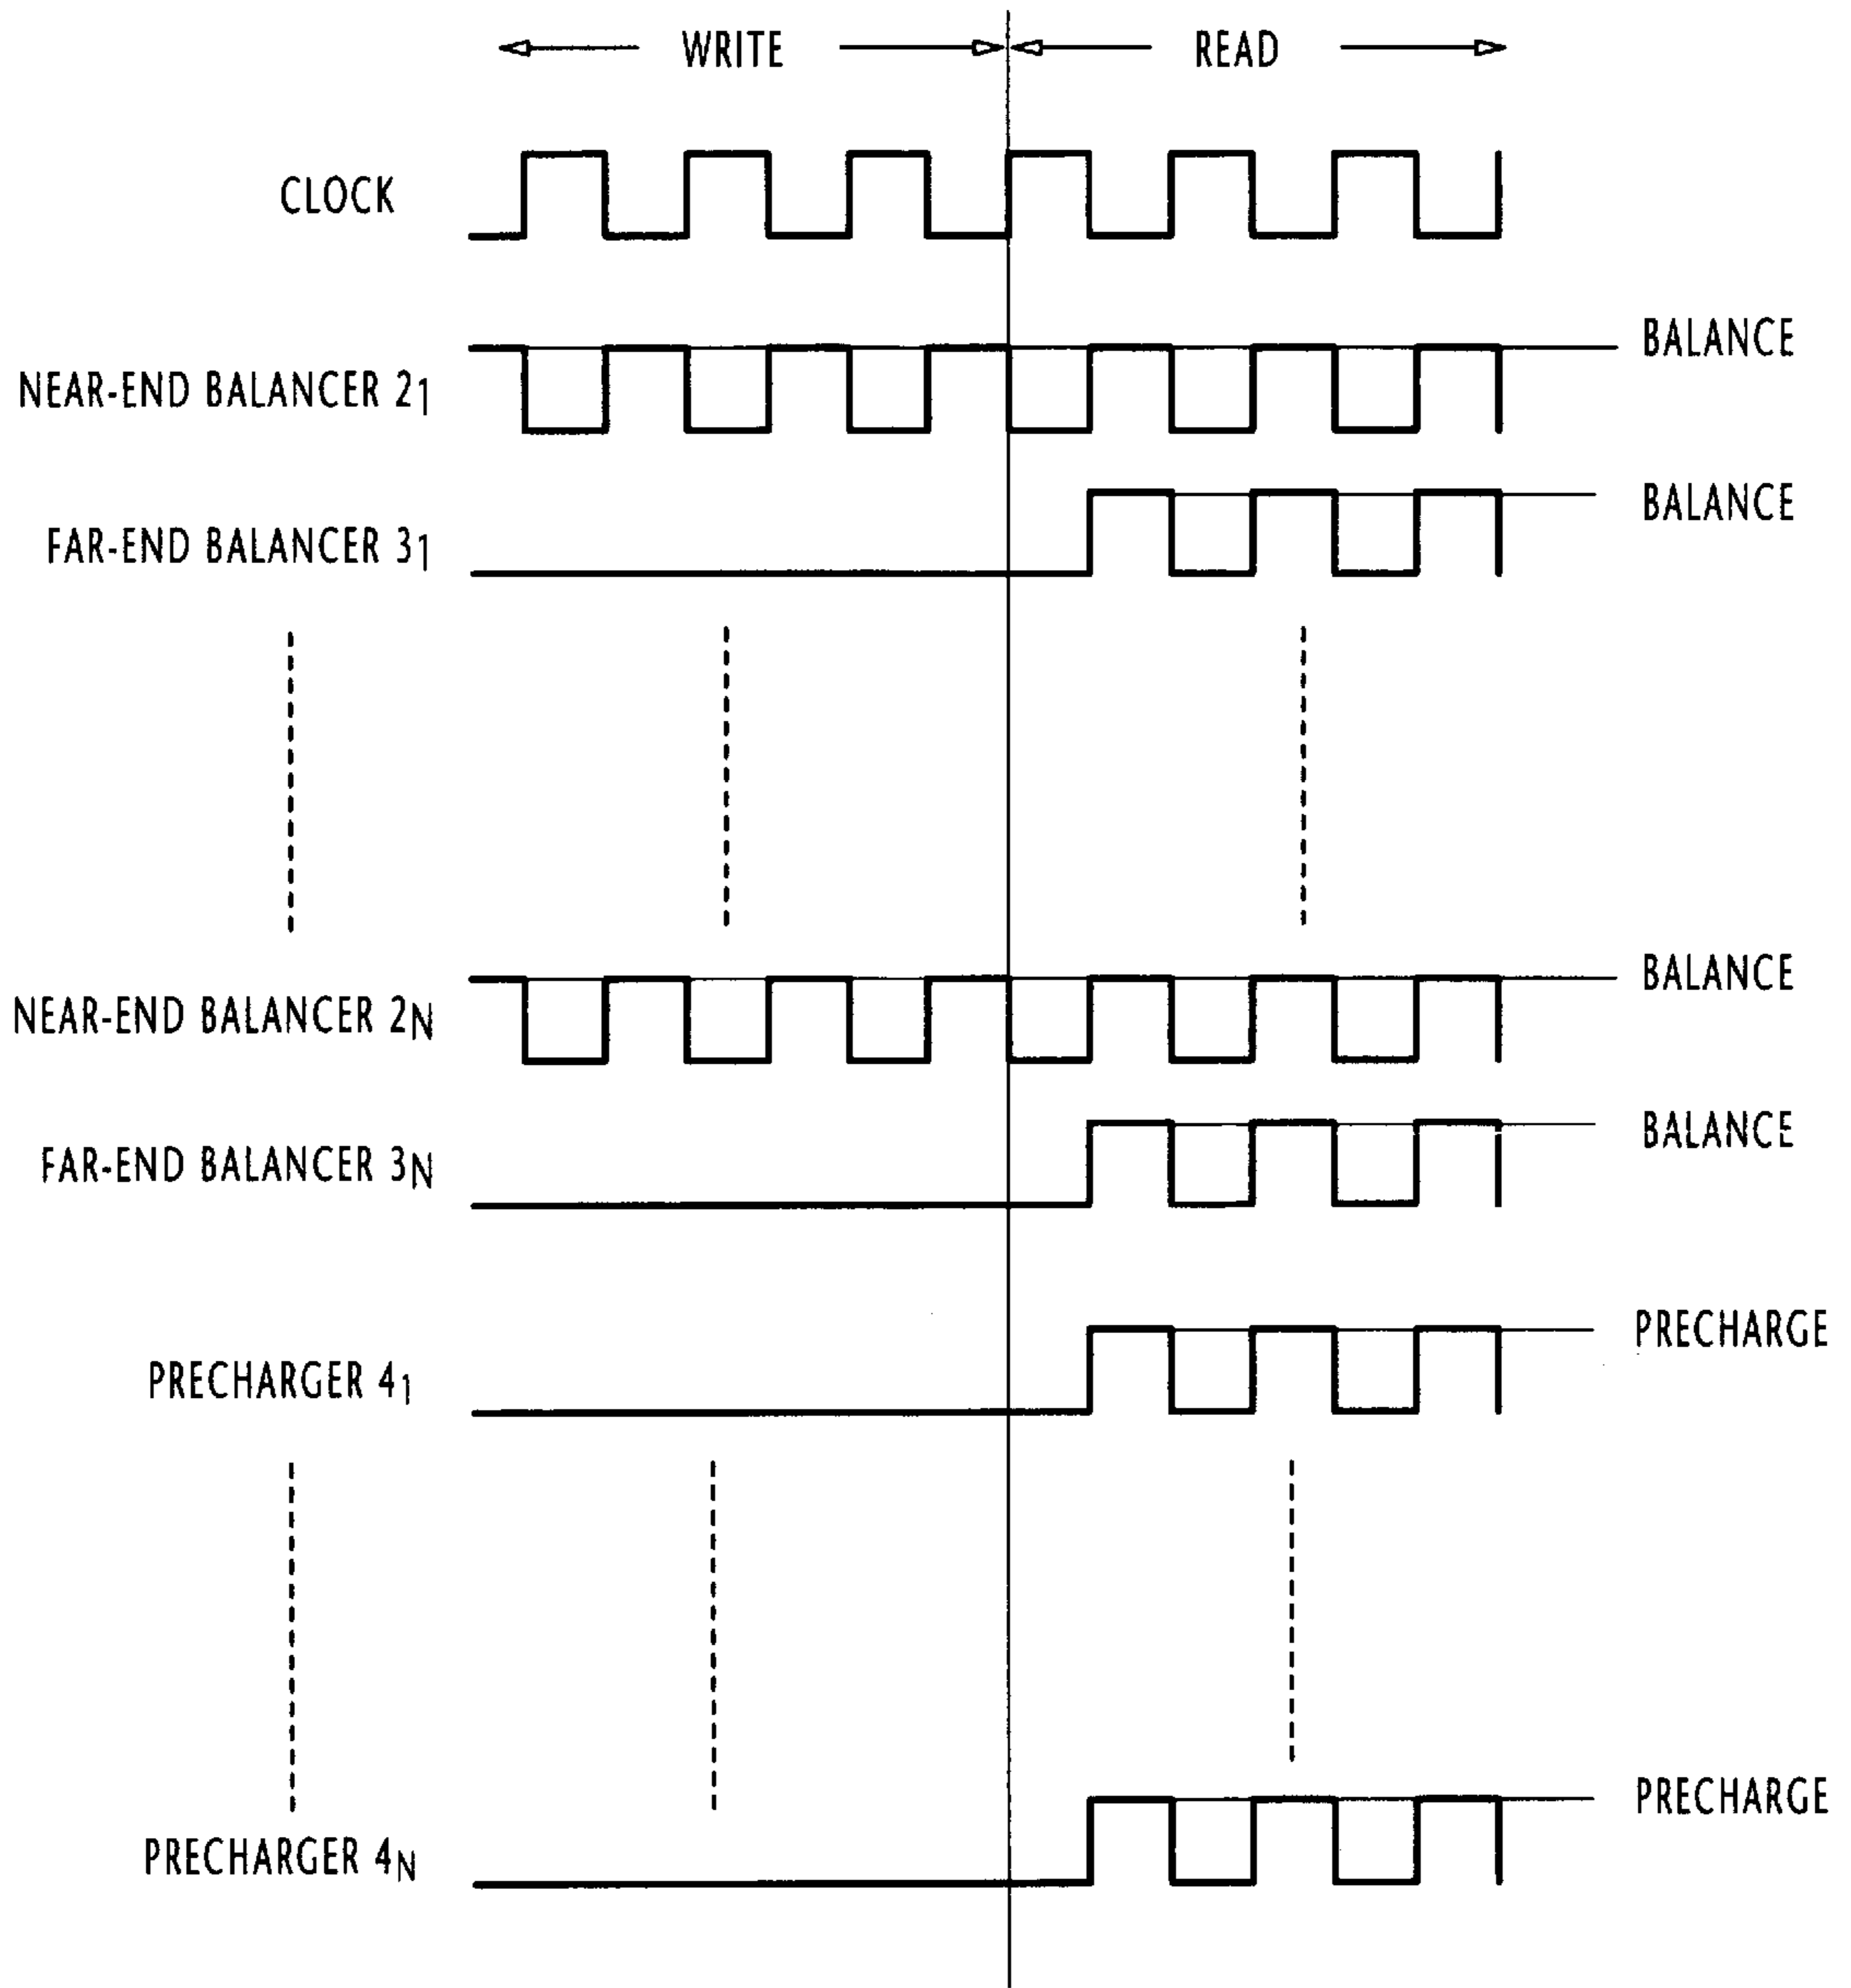 WRITE READ
CLOCK
BALANCE
NEAR-END BALANCER 2₁
BALANCE
FAR-END BALANCER 3₁
BALANCE
NEAR-END BALANCER 2N
BALANCE
FAR-END BALANCER 3N
PRECHARGE
PRECHARGER 4₁
PRECHARGE
PRECHARGER 4N